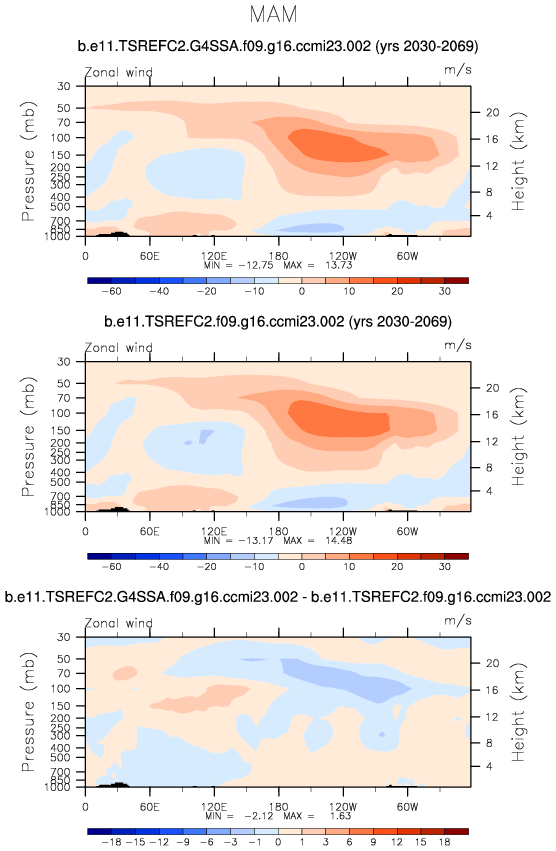 MAM
b.e11.TSREFC2.G4SSA.f09.g16.ccmi23.002 (yrs 2030-2069)
Zonal wind m/s
Pressure (mb)
30
50
70
100
150
200
250
300
400
500
700
850
1000
Height (km)
20
16
12
8
4
0 60E 120E 180 120W 60W
MIN = -12.75 MAX = 13.73
-60 -40 -20 -10 0 10 20 30
b.e11.TSREFC2.f09.g16.ccmi23.002 (yrs 2030-2069)
Zonal wind m/s
Pressure (mb)
30
50
70
100
150
200
250
300
400
500
700
850
1000
Height (km)
20
16
12
8
4
0 60E 120E 180 120W 60W
MIN = -13.17 MAX = 14.48
-60 -40 -20 -10 0 10 20 30
b.e11.TSREFC2.G4SSA.f09.g16.ccmi23.002 - b.e11.TSREFC2.f09.g16.ccmi23.002
Zonal wind m/s
Pressure (mb)
30
50
70
100
150
200
250
300
400
500
700
850
1000
Height (km)
20
16
12
8
4
0 60E 120E 180 120W 60W
MIN = -2.12 MAX = 1.63
-18 -15 -12 -9 -6 -3 -1 0 1 3 6 9 12 15 18